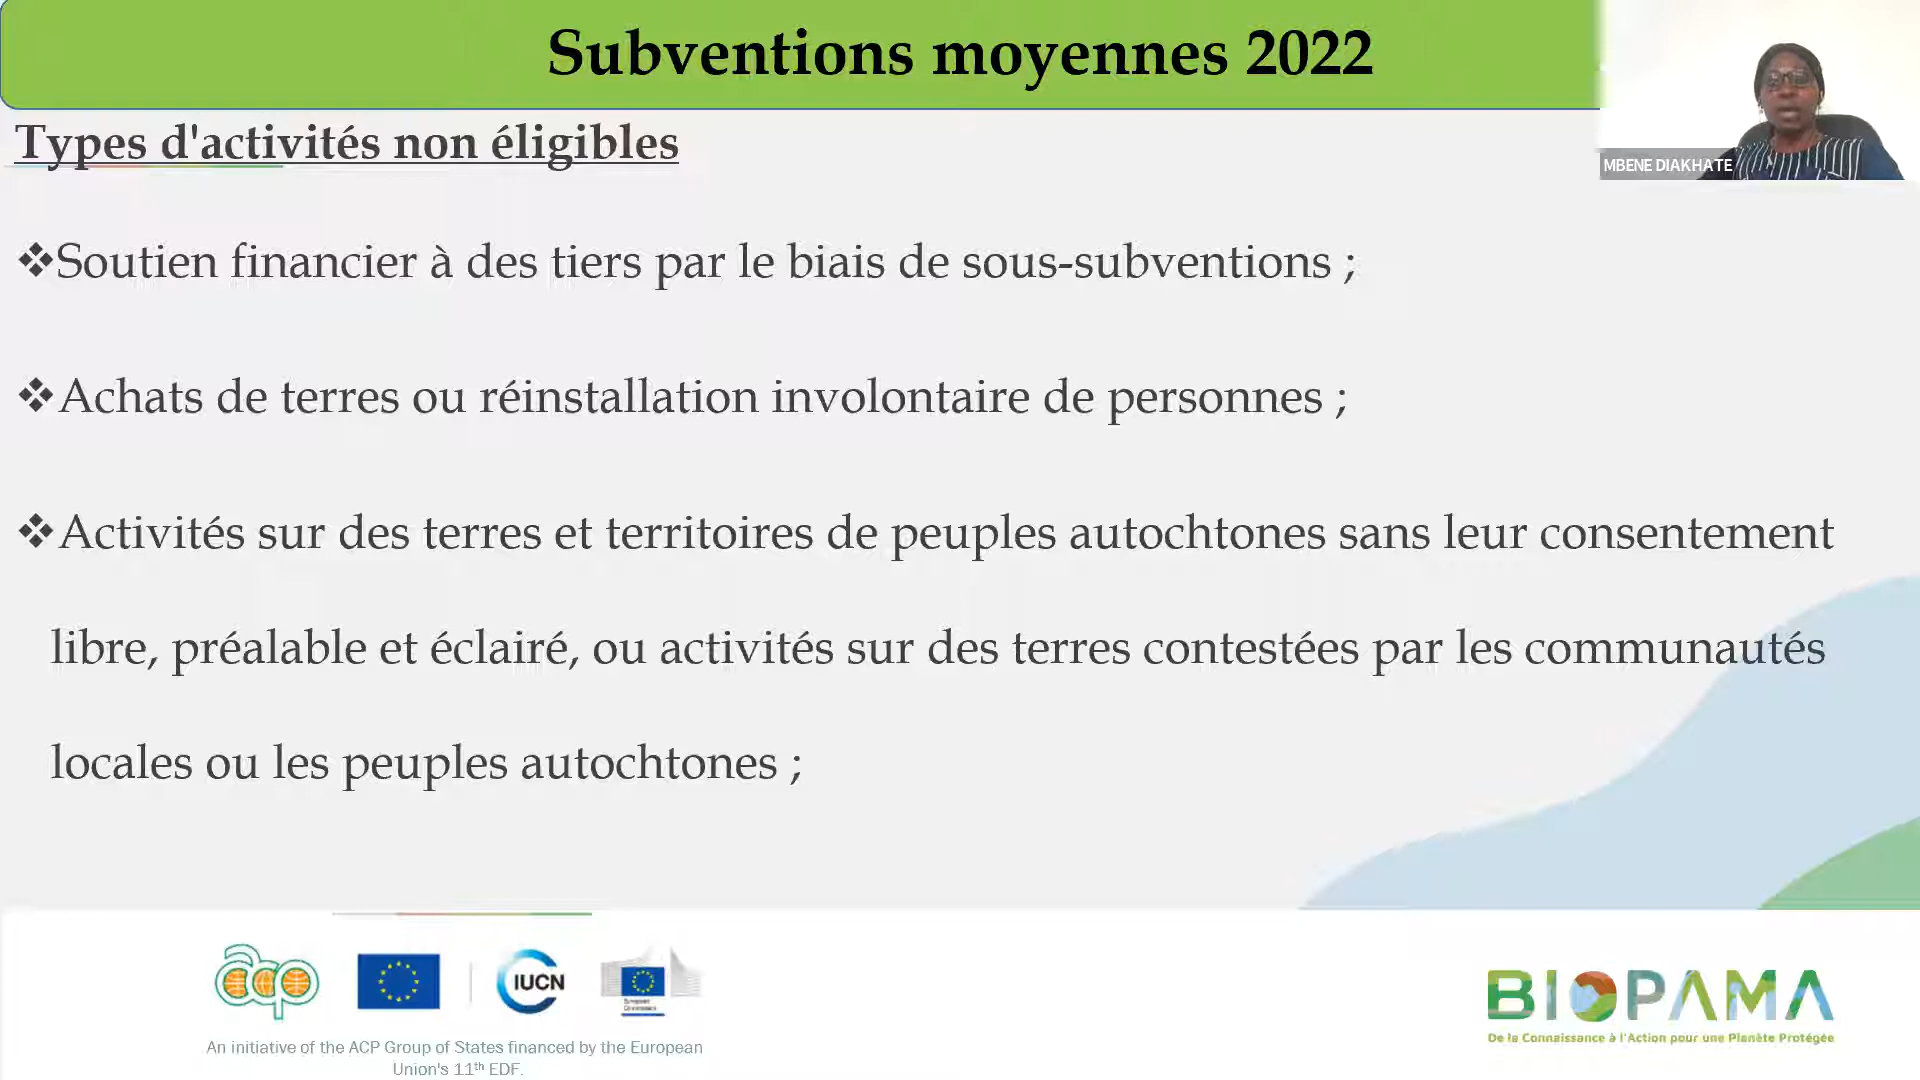 Subventions moyennes 2022
MBENE DIAKHATE
Types d'activités non éligibles
❖Soutien financier à des tiers par le biais de sous-subventions ;
❖Achats de terres ou réinstallation involontaire de personnes ;
❖Activités sur des terres et territoires de peuples autochtones sans leur consentement
libre, préalable et éclairé, ou activités sur des terres contestées par les communautés
locales ou les peuples autochtones ;
acp
IUCN
European
Commission
BIOPAMA
De la Connaissance à l'Action pour une Planète Protégée
An initiative of the ACP Group of States financed by the European
Union's 11th EDF.